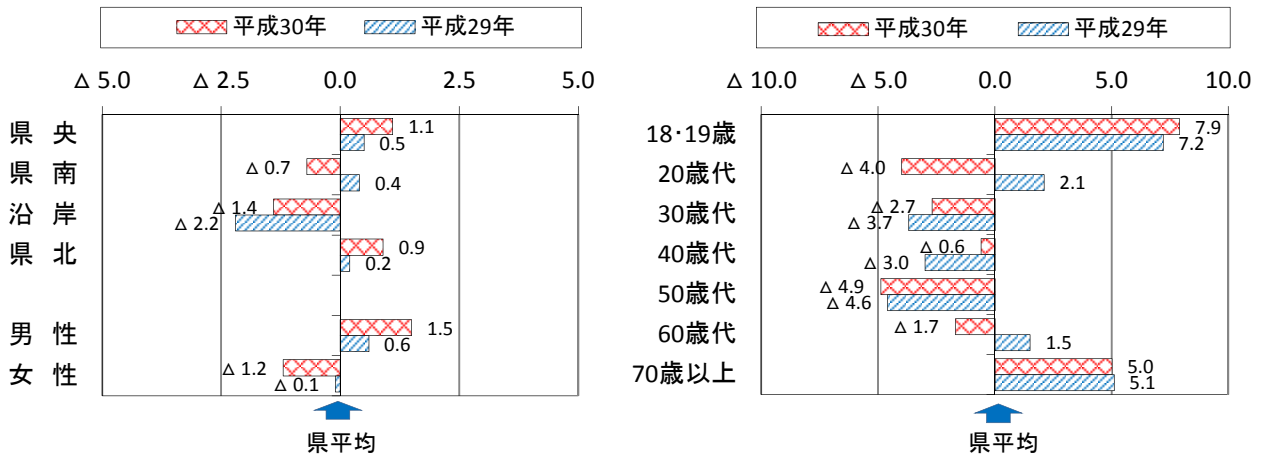 平成30年 平成29年
△ 5.0 △ 2.5 0.0 2.5 5.0
県 央 1.1
0.5
県 南 △ 0.7
0.4
沿 岸 △ 1.4
△ 2.2
県 北 0.9
0.2
男 性 1.5
0.6
女 性 △ 1.2
△ 0.1
県平均
平成30年 平成29年
△ 10.0 △ 5.0 0.0 5.0 10.0
18･19歳 7.9
7.2
20歳代 △ 4.0
2.1
30歳代 △ 2.7
△ 3.7
40歳代 △ 0.6
△ 3.0
50歳代 △ 4.9
△ 4.6
60歳代 △ 1.7
1.5
70歳以上 5.0
5.1
県平均